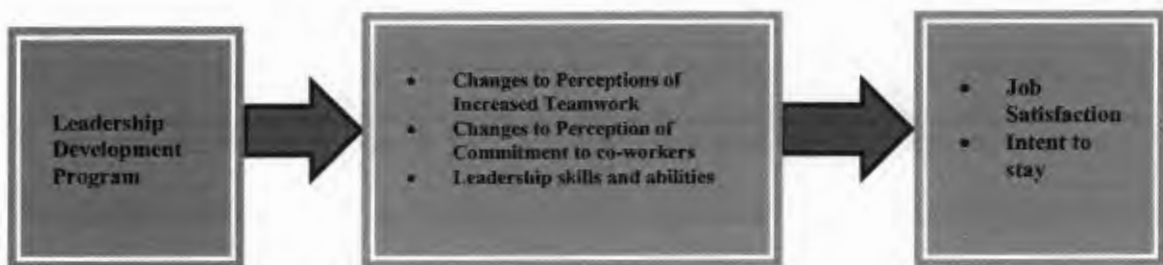 Leadership
Development
Program
• Changes to Perceptions of
Increased Teamwork
• Changes to Perception of
Commitment to co-workers
• Leadership skills and abilities
• Job
Satisfaction
• Intent to
stay